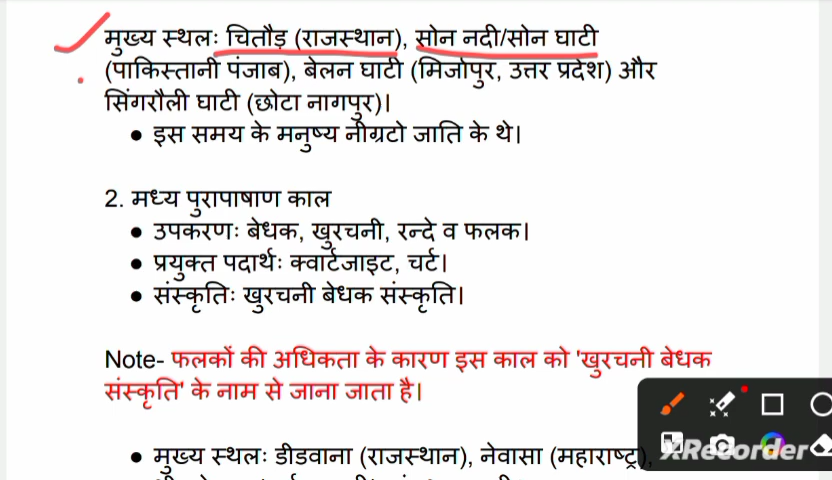 मुख्य स्थलः चितौड़ (राजस्थान), सोन नदी/सोन घाटी
(पाकिस्तानी पंजाब), बेलन घाटी (मिर्जापुर, उत्तर प्रदेश) और
सिंगरौली घाटी (छोटा नागपुर)।
● इस समय के मनुष्य नीग्रटो जाति के थे।
2. मध्य पुरापाषाण काल
● उपकरणः बेधक, खुरचनी, रन्दे व फलक।
● प्रयुक्त पदार्थः क्वार्टजाइट, चर्ट।
● संस्कृतिः खुरचनी बेधक संस्कृति।
Note- फलकों की अधिकता के कारण इस काल को 'खुरचनी बेधक
संस्कृति' के नाम से जाना जाता है।
● मुख्य स्थलः डीडवाना (राजस्थान), नेवासा (महाराष्ट्र),
XRecorder